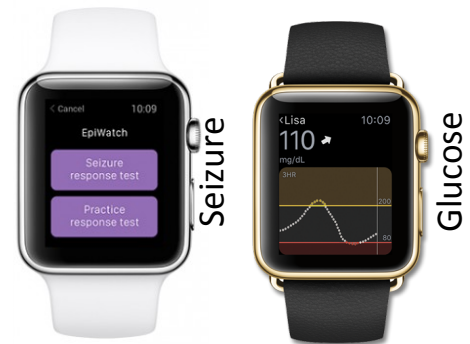 < Cancel 10:09
EpiWatch
Seizure
response test
Practice
response test
Seizure
<Lisa 10:09
110
mg/dL
3HR
200
80
Glucose